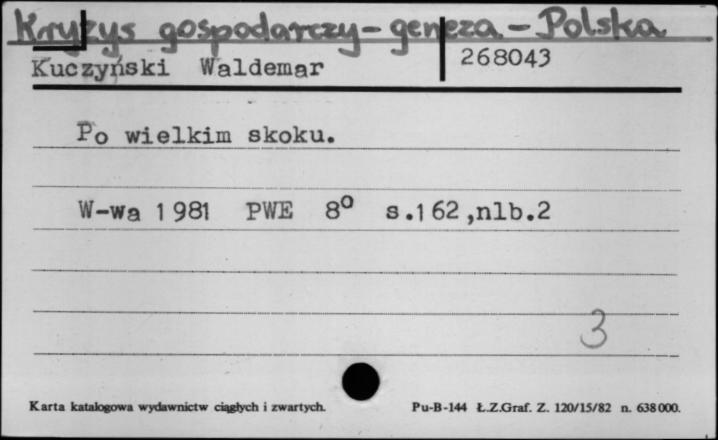 Kryzys gospodarczy - geneza - Polska
Kuczyński Waldemar 268043
Po wielkim skoku.
W-wa 1981 PWE 8° s.162,nlb.2
3
Karta katalogowa wydawnictw ciągłych i zwartych. Pu-B-144 Ł.Z.Graf. Z. 120/15/82 n. 638000.